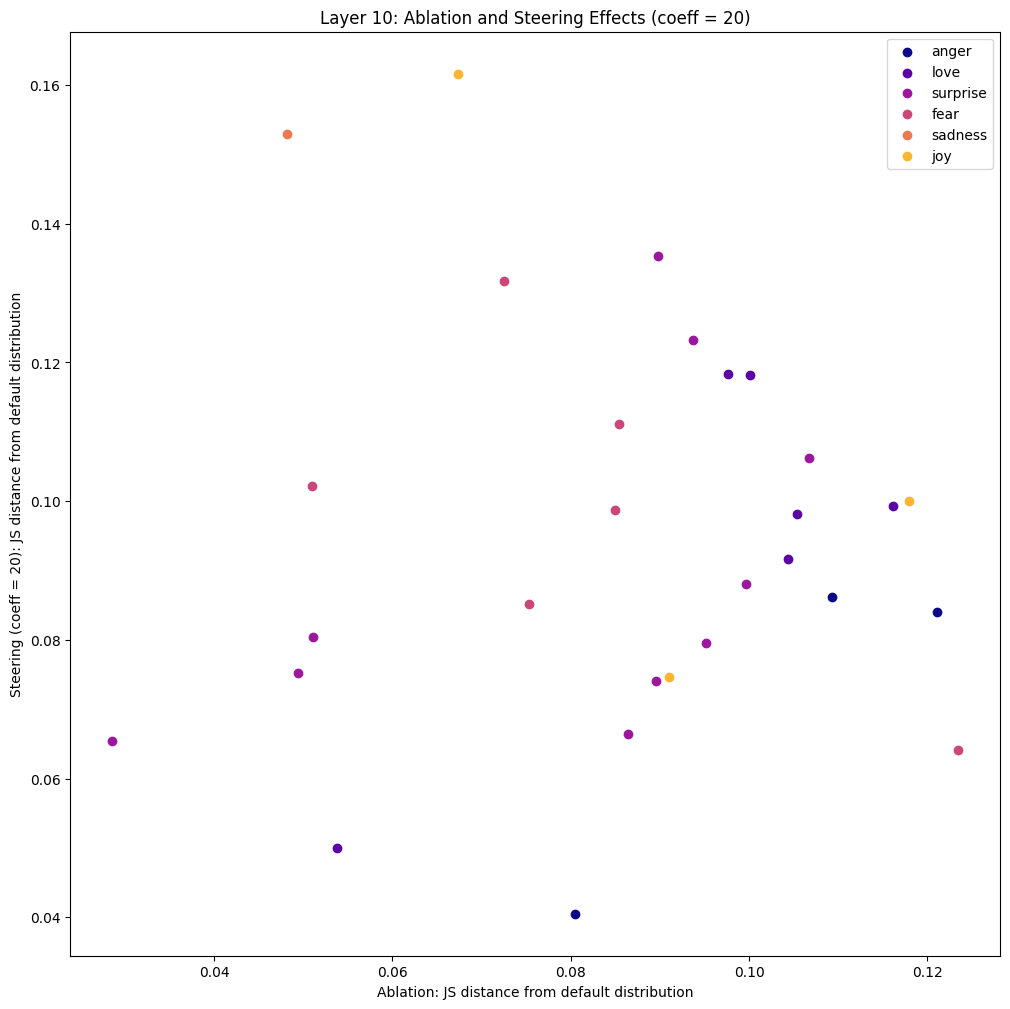 Layer 10: Ablation and Steering Effects (coeff = 20)
anger
love
surprise
fear
sadness
joy
0.16
0.14
0.12
0.10
0.08
0.06
0.04
Steering (coeff = 20): JS distance from default distribution
0.04
0.06
0.08
0.10
0.12
Ablation: JS distance from default distribution